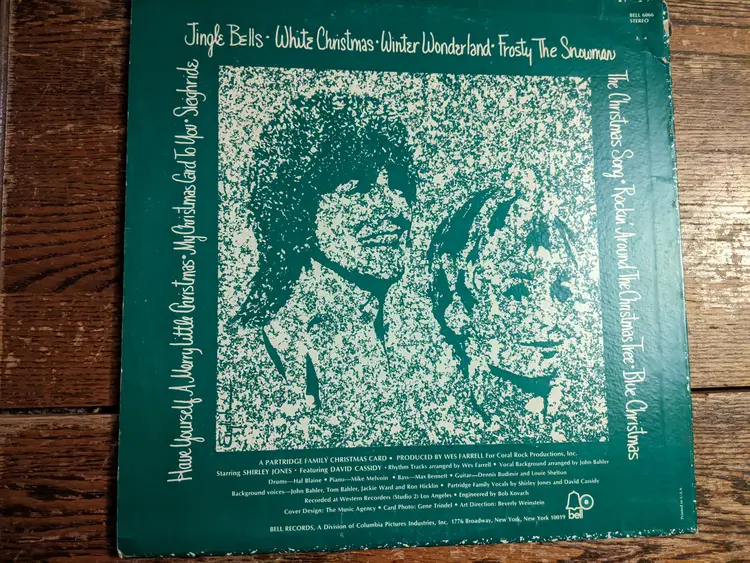 BELL 6066
STEREO
Jingle Bells • White Christmas • Winter Wonderland • Frosty The Snowman
The Christmas Song • Rockin' Around The Christmas Tree • Blue Christmas
Have Yourself A Merry Little Christmas • My Christmas Card To You • Sleighride
A PARTRIDGE FAMILY CHRISTMAS CARD • PRODUCED BY WES FARRELL For Coral Rock Productions, Inc.
Starring SHIRLEY JONES • Featuring DAVID CASSIDY • Rhythm Tracks arranged by Wes Farrell • Vocal Background arranged by John Bahler
Drums—Hal Blaine • Piano—Mike Melvoin • Bass—Max Bennett • Guitar—Dennis Budimir and Louie Shelton
Background voices—John Bahler, Tom Bahler, Jackie Ward and Ron Hicklin • Partridge Family Vocals by Shirley Jones and David Cassidy
Recorded at Western Recorders (Studio 2) Los Angeles • Engineered by Bob Kovach
Cover Design: The Music Agency • Card Photo: Gene Trindel • Art Direction: Beverly Weinstein
bell
BELL RECORDS, A Division of Columbia Pictures Industries, Inc. 1776 Broadway, New York, New York 10019
Printed in U.S.A.